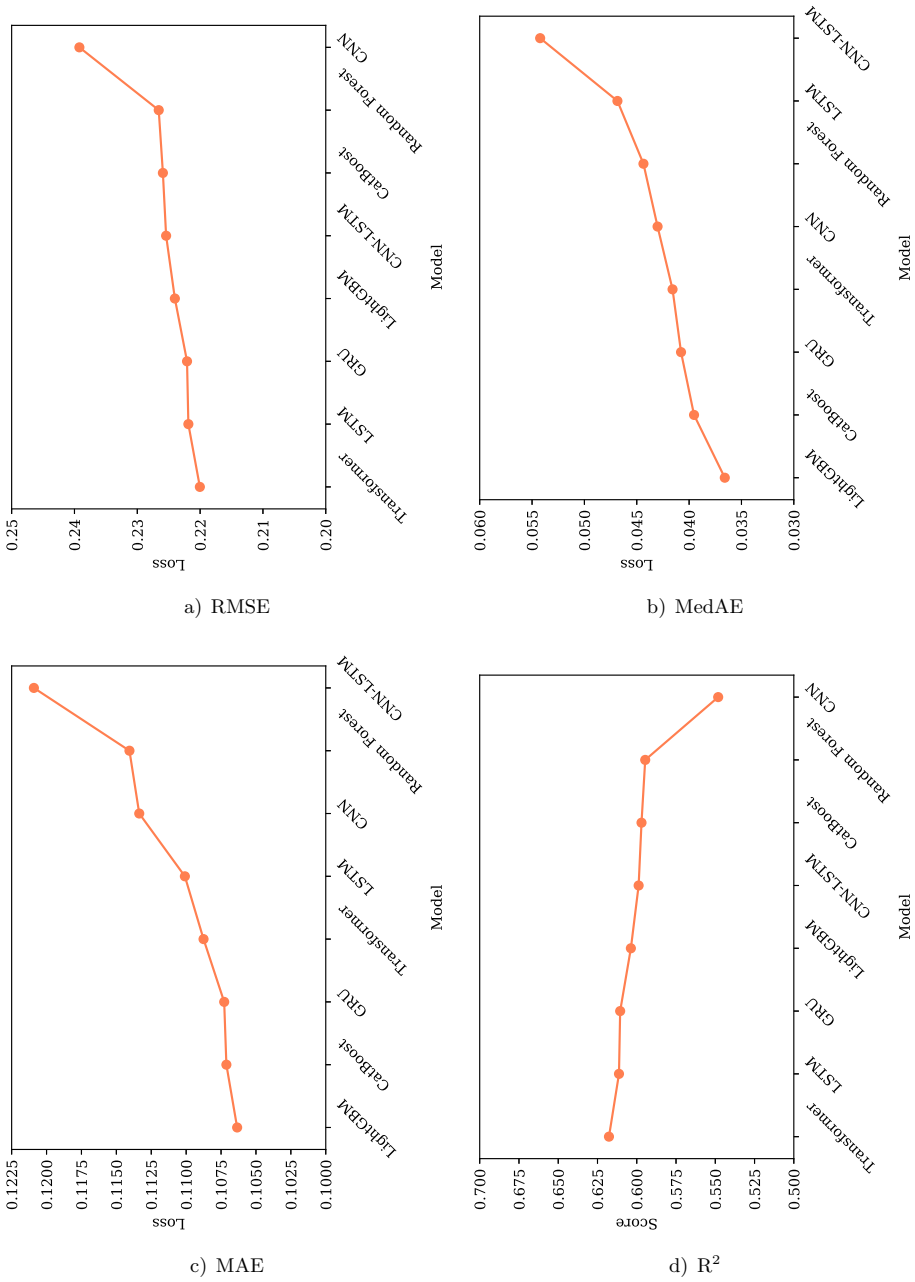 0.25
0.24
0.23
0.22
0.21
0.20
Loss
Transformer
LSTM
GRU
LightGBM
CNN-LSTM
CatBoost
Random Forest
CNN
Model
a) RMSE
0.060
0.055
0.050
0.045
0.040
0.035
0.030
Loss
LightGBM
CatBoost
GRU
Transformer
CNN
Random Forest
LSTM
CNN-LSTM
Model
b) MedAE
0.1225
0.1200
0.1175
0.1150
0.1125
0.1100
0.1075
0.1050
0.1025
0.1000
Loss
LightGBM
CatBoost
GRU
Transformer
LSTM
CNN
Random Forest
CNN-LSTM
Model
c) MAE
0.700
0.675
0.650
0.625
0.600
0.575
0.550
0.525
0.500
Score
Transformer
LSTM
GRU
LightGBM
CNN-LSTM
CatBoost
Random Forest
CNN
Model
d) R²